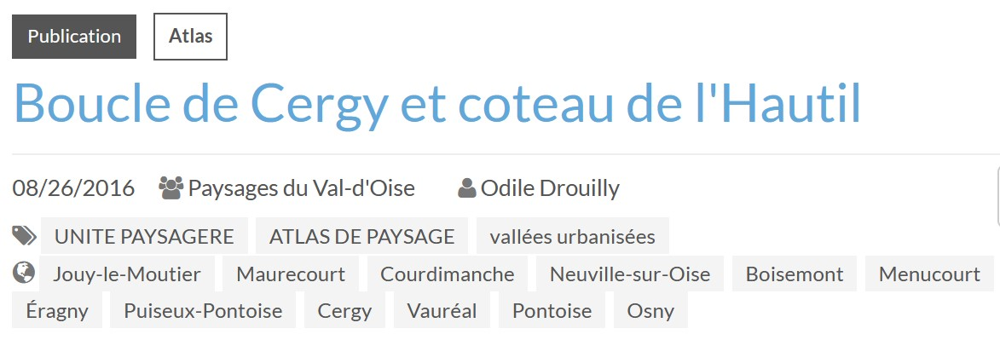 Publication Atlas
Boucle de Cergy et coteau de l'Hautil
08/26/2016 Paysages du Val-d'Oise Odile Drouilly
UNITE PAYSAGERE ATLAS DE PAYSAGE vallées urbanisées
Jouy-le-Moutier Maurecourt Courdimanche Neuville-sur-Oise Boisemont Menucourt
Éragny Puiseux-Pontoise Cergy Vauréal Pontoise Osny